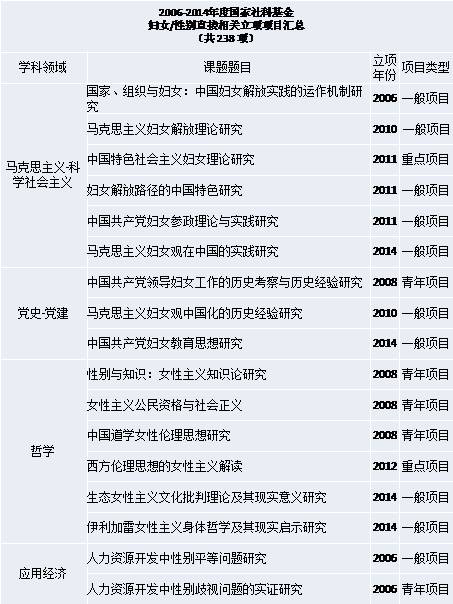 2006-2014年度国家社科基金
妇女/性别直接相关立项项目汇总
（共 238 项）
学科领域 课题题目 立项年份 项目类型
马克思主义-科学社会主义
国家、组织与妇女：中国妇女解放实践的运作机制研究 2006 一般项目
马克思主义妇女解放理论研究 2010 一般项目
中国特色社会主义妇女理论研究 2011 重点项目
妇女解放路径的中国特色研究 2011 一般项目
中国共产党妇女参政理论与实践研究 2011 一般项目
马克思主义妇女观在中国的实践研究 2014 一般项目
党史-党建
中国共产党领导妇女工作的历史考察与历史经验研究 2008 青年项目
马克思主义妇女观中国化的历史经验研究 2010 一般项目
中国共产党妇女教育思想研究 2014 一般项目
哲学
性别与知识：女性主义知识论研究 2008 青年项目
女性主义公民资格与社会正义 2008 青年项目
中国道学女性伦理思想研究 2008 青年项目
西方伦理思想的女性主义解读 2012 重点项目
生态女性主义文化批判理论及其现实意义研究 2014 一般项目
伊利加雷女性主义身体哲学及其现实启示研究 2014 一般项目
应用经济
人力资源开发中性别平等问题研究 2006 一般项目
人力资源开发中性别歧视问题的实证研究 2006 青年项目